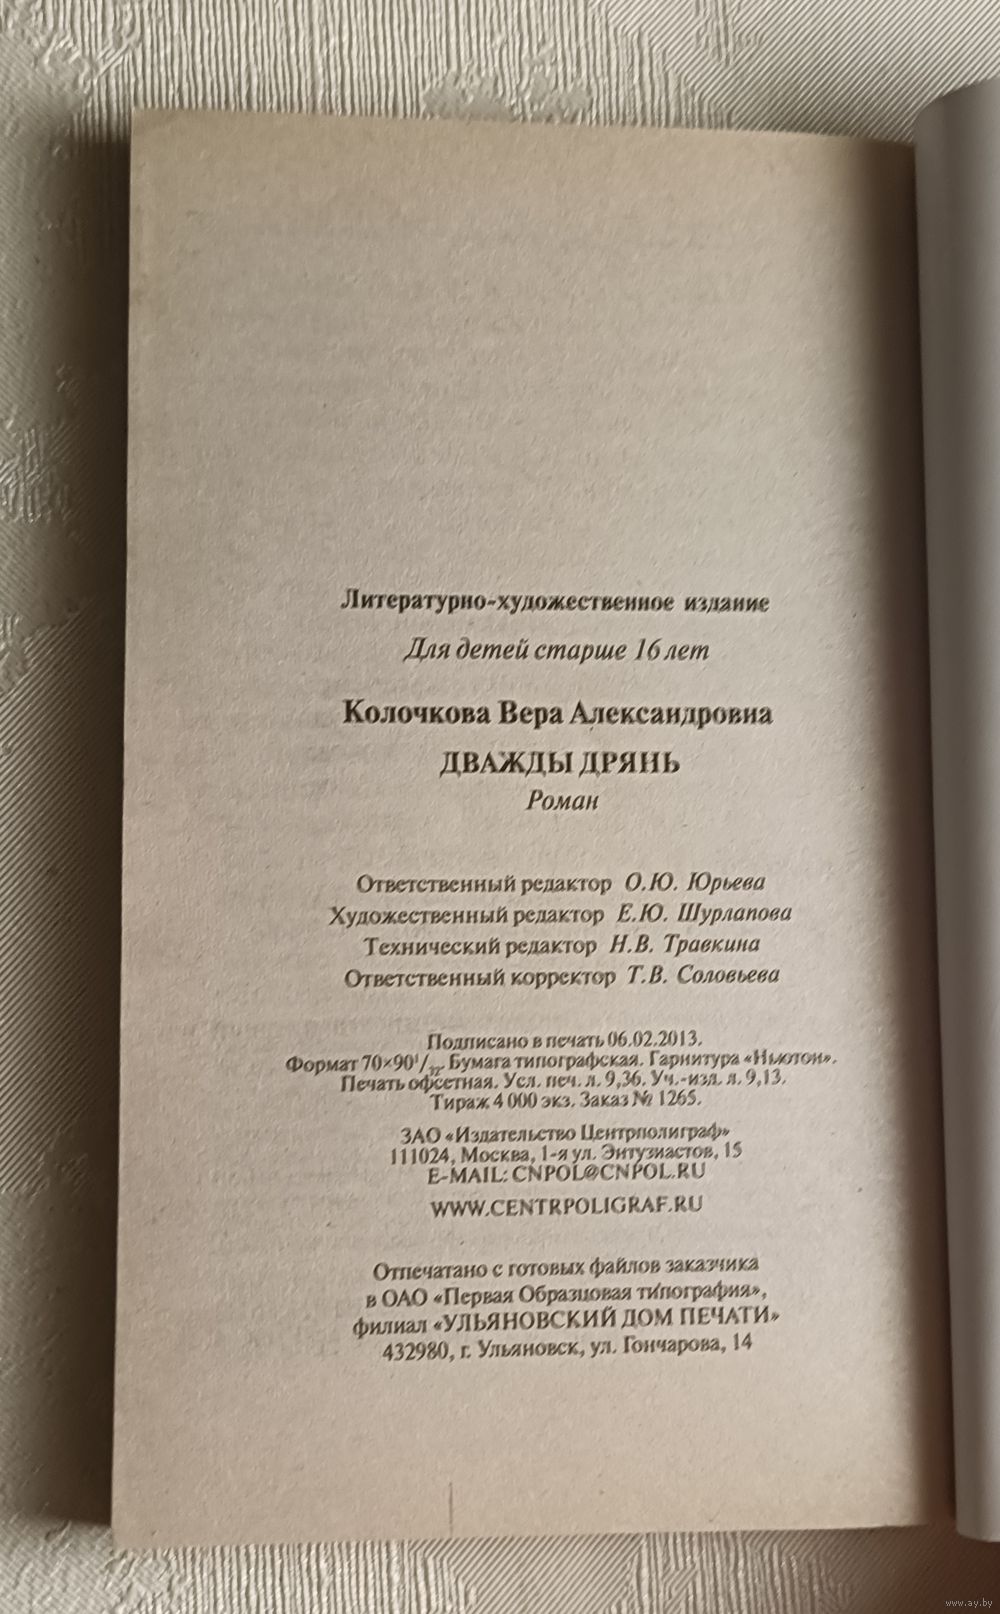 Литературно-художественное издание
Для детей старше 16 лет
Колочкова Вера Александровна
ДВАЖДЫ ДРЯНЬ
Роман
Ответственный редактор О.Ю. Юрьева
Художественный редактор Е.Ю. Шурлапова
Технический редактор Н.В. Травкина
Ответственный корректор Т.В. Соловьева
Подписано в печать 06.02.2013.
Формат 70×90¹/₃₂. Бумага типографская. Гарнитура «Ньютон».
Печать офсетная. Усл. печ. л. 9,36. Уч.-изд. л. 9,13.
Тираж 4 000 экз. Заказ № 1265.
ЗАО «Издательство Центрполиграф»
111024, Москва, 1-я ул. Энтузиастов, 15
E-MAIL: CNPOL@CNPOL.RU
WWW.CENTRPOLIGRAF.RU
Отпечатано с готовых файлов заказчика
в ОАО «Первая Образцовая типография»,
филиал «УЛЬЯНОВСКИЙ ДОМ ПЕЧАТИ»
432980, г. Ульяновск, ул. Гончарова, 14
www.ay.by